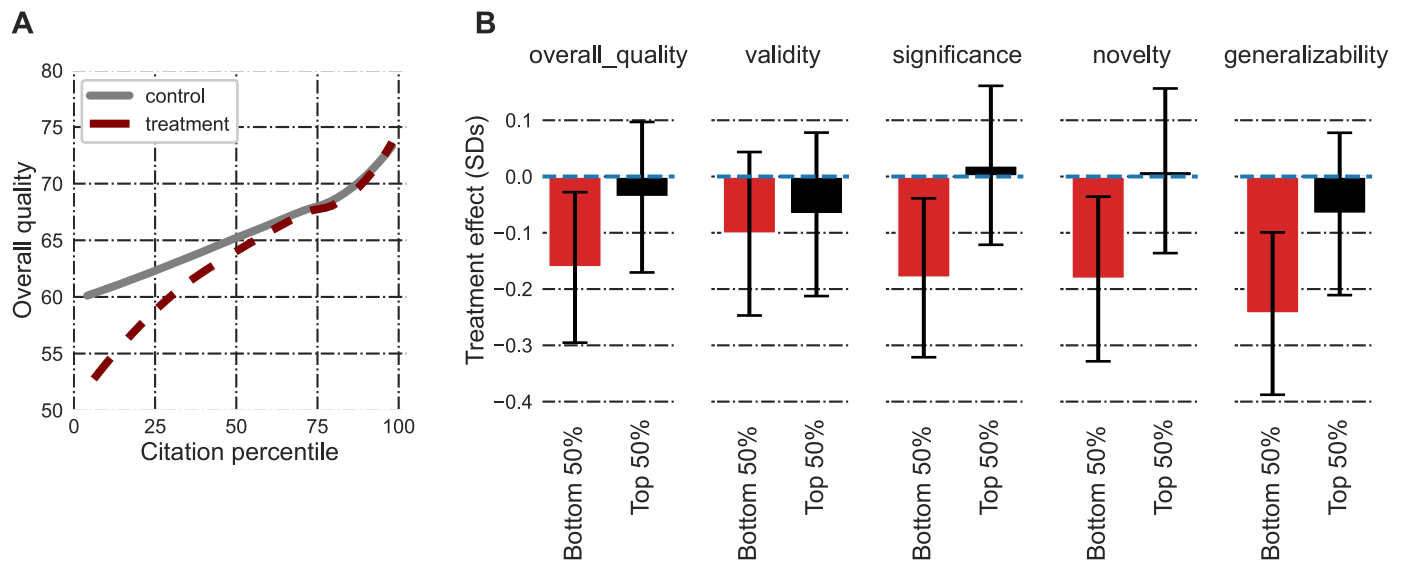 A
80
75
70
65
60
55
50
Overall quality
control
treatment
0
25
50
75
100
Citation percentile
B
overall_quality
validity
significance
novelty
generalizability
0.1
0.0
−0.1
−0.2
−0.3
−0.4
Treatment effect (SDs)
Bottom 50%
Top 50%
Bottom 50%
Top 50%
Bottom 50%
Top 50%
Bottom 50%
Top 50%
Bottom 50%
Top 50%